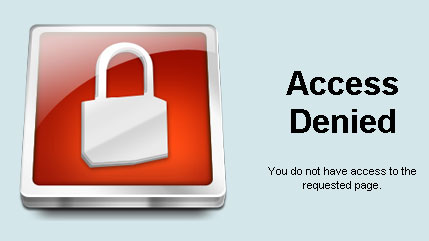 Access
Denied
You do not have access to the
requested page.